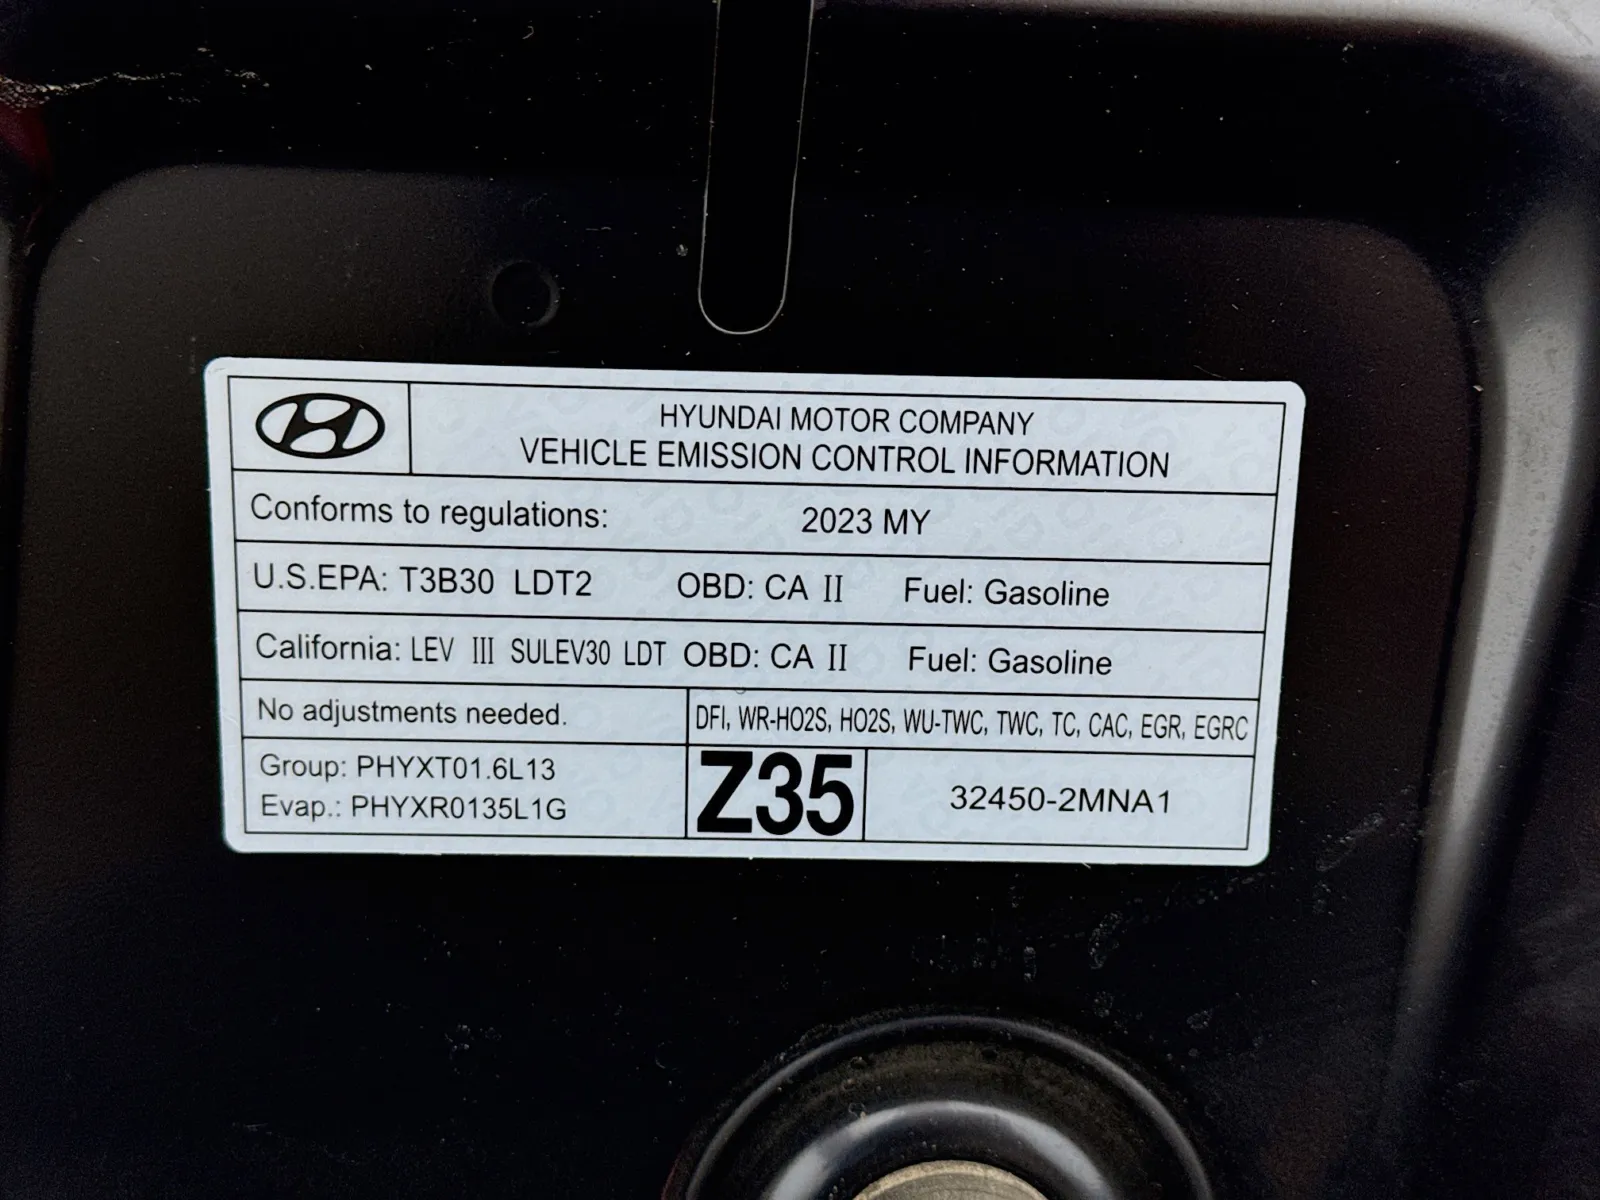 HYUNDAI MOTOR COMPANY
VEHICLE EMISSION CONTROL INFORMATION
Conforms to regulations: 2023 MY
U.S.EPA: T3B30 LDT2 OBD: CA II Fuel: Gasoline
California: LEV III SULEV30 LDT OBD: CA II Fuel: Gasoline
No adjustments needed. DFI, WR-HO2S, HO2S, WU-TWC, TWC, TC, CAC, EGR, EGRC
Group: PHYXT01.6L13
Evap.: PHYXR0135L1G
Z35
32450-2MNA1